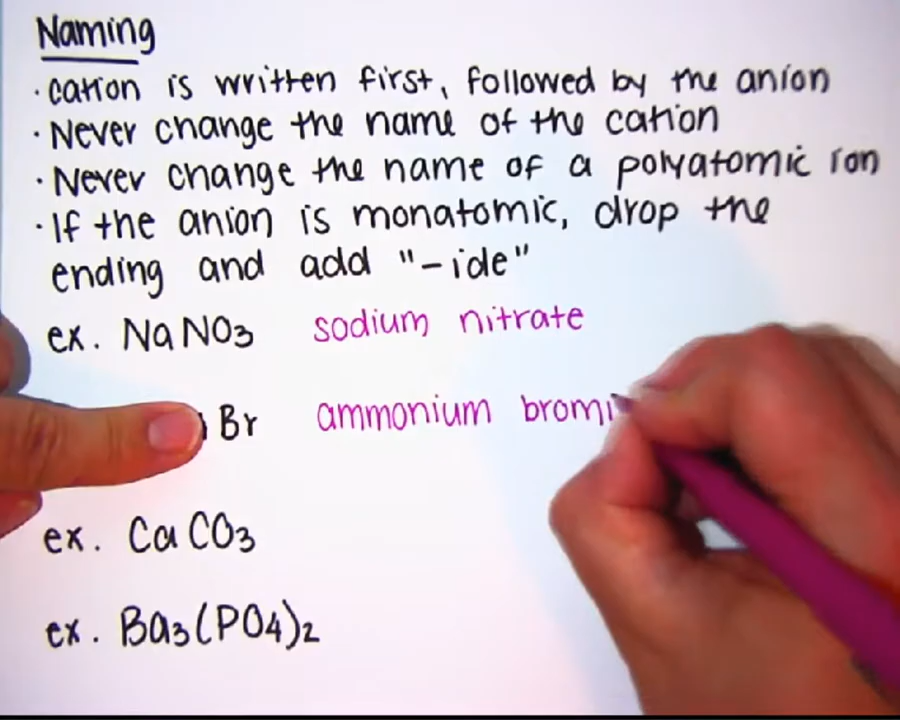 Naming
· cation is written first, followed by the anion
· Never change the name of the cation
· Never change the name of a polyatomic ion
· If the anion is monatomic, drop the
ending and add "-ide"
ex. NaNO3 sodium nitrate
Br ammonium bromi
ex. CaCO3
ex. Ba3(PO4)2